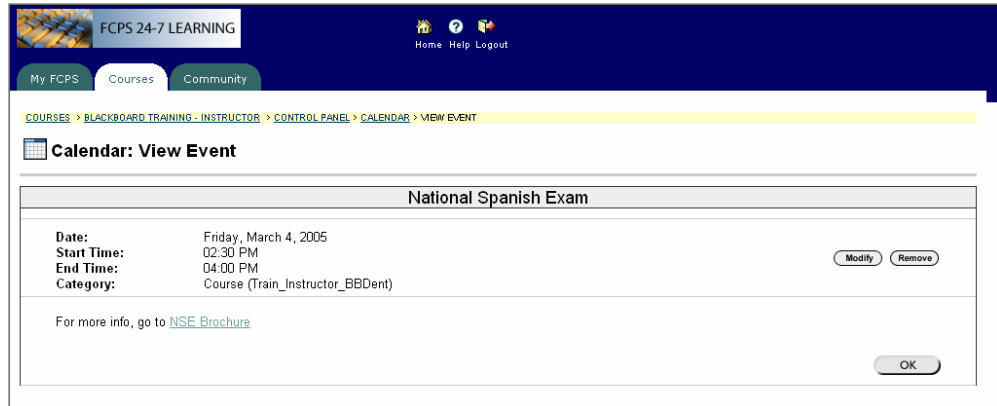 FCPS 24-7 LEARNING
Home Help Logout
My FCPS Courses Community
COURSES > BLACKBOARD TRAINING - INSTRUCTOR > CONTROL PANEL > CALENDAR > VIEW EVENT
Calendar: View Event
National Spanish Exam
Date: Friday, March 4, 2005
Start Time: 02:30 PM
End Time: 04:00 PM
Category: Course (Train_Instructor_BBDent)
Modify Remove
For more info, go to NSE Brochure
OK